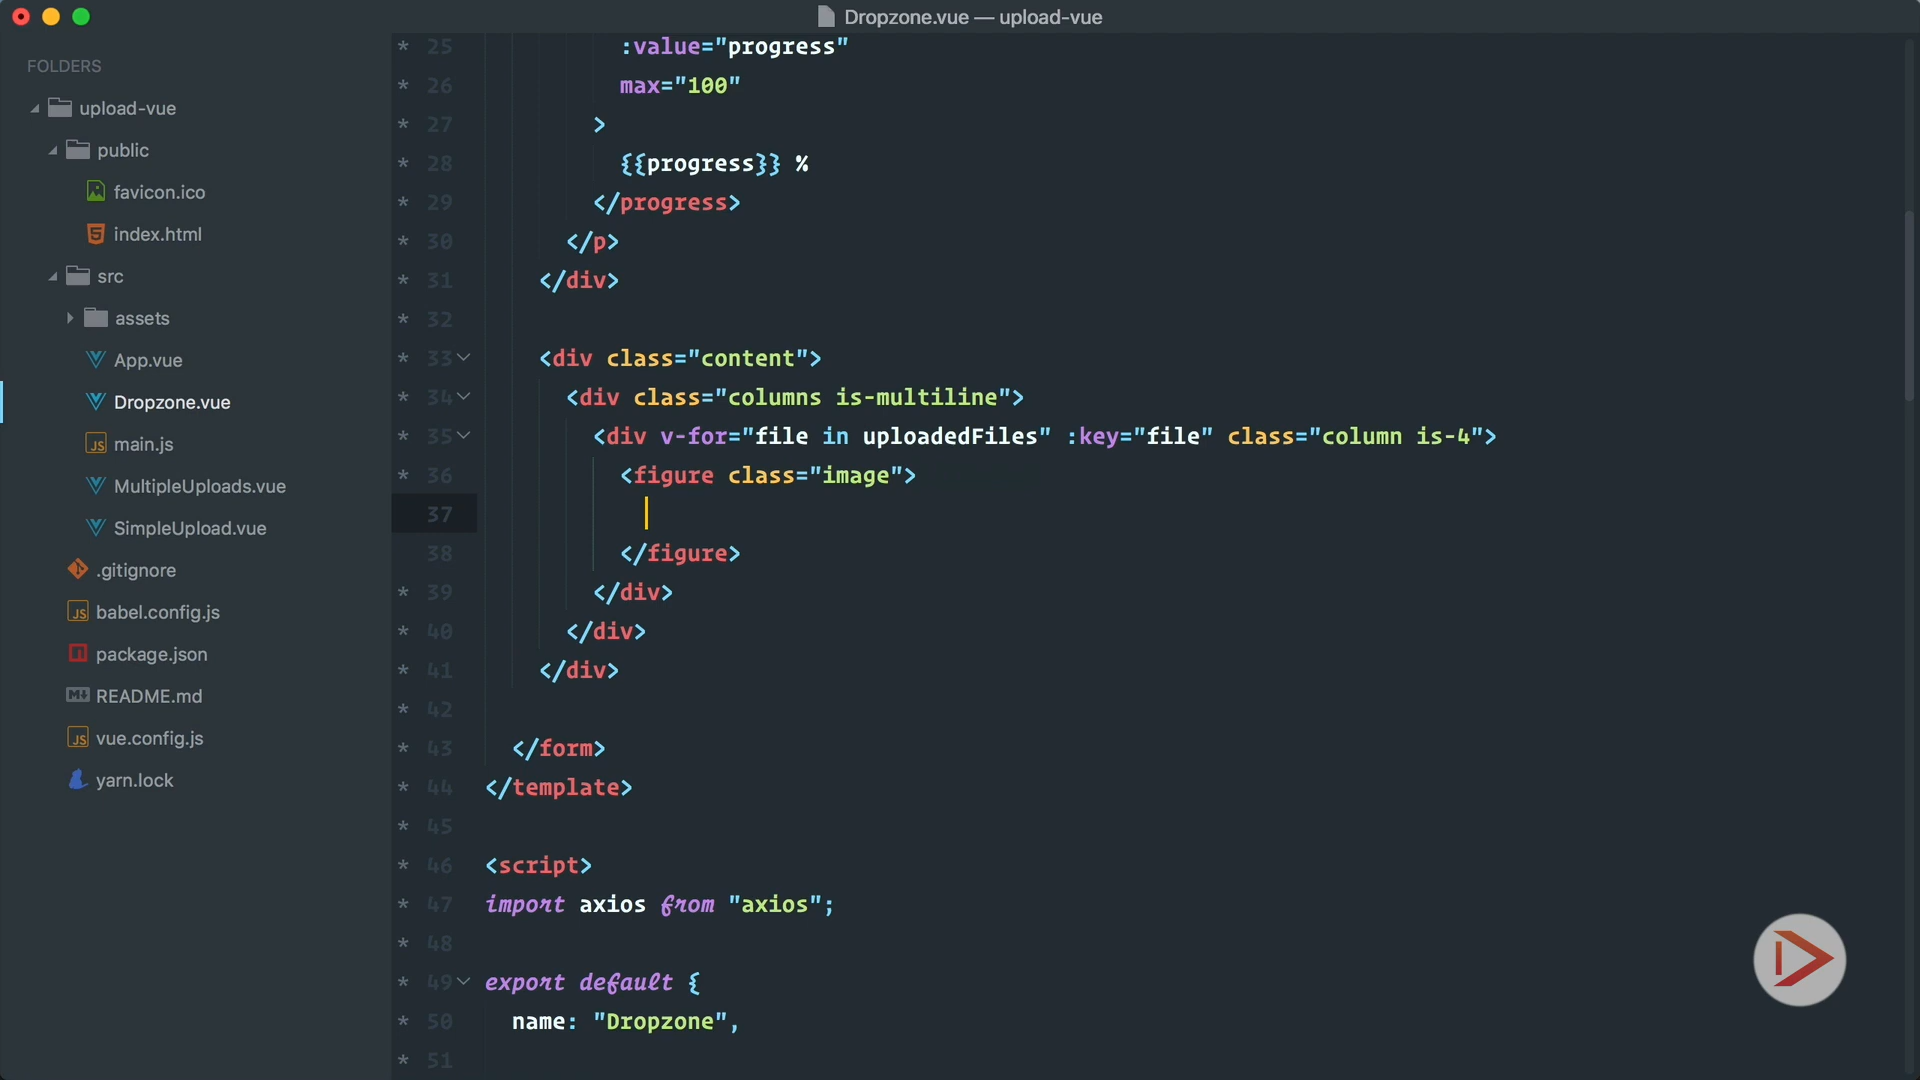 Dropzone.vue — upload-vue
FOLDERS
upload-vue
public
favicon.ico
index.html
src
assets
App.vue
Dropzone.vue
main.js
MultipleUploads.vue
SimpleUpload.vue
.gitignore
babel.config.js
package.json
README.md
vue.config.js
yarn.lock
* 25 :value="progress"
* 26 max="100"
* 27 >
* 28 {{progress}} %
* 29 </progress>
* 30 </p>
* 31 </div>
* 32
* 33 <div class="content">
* 34 <div class="columns is-multiline">
* 35 <div v-for="file in uploadedFiles" :key="file" class="column is-4">
* 36 <figure class="image">
37
38 </figure>
* 39 </div>
* 40 </div>
* 41 </div>
* 42
* 43 </form>
* 44 </template>
* 45
* 46 <script>
* 47 import axios from "axios";
* 48
* 49 export default {
* 50 name: "Dropzone",
* 51